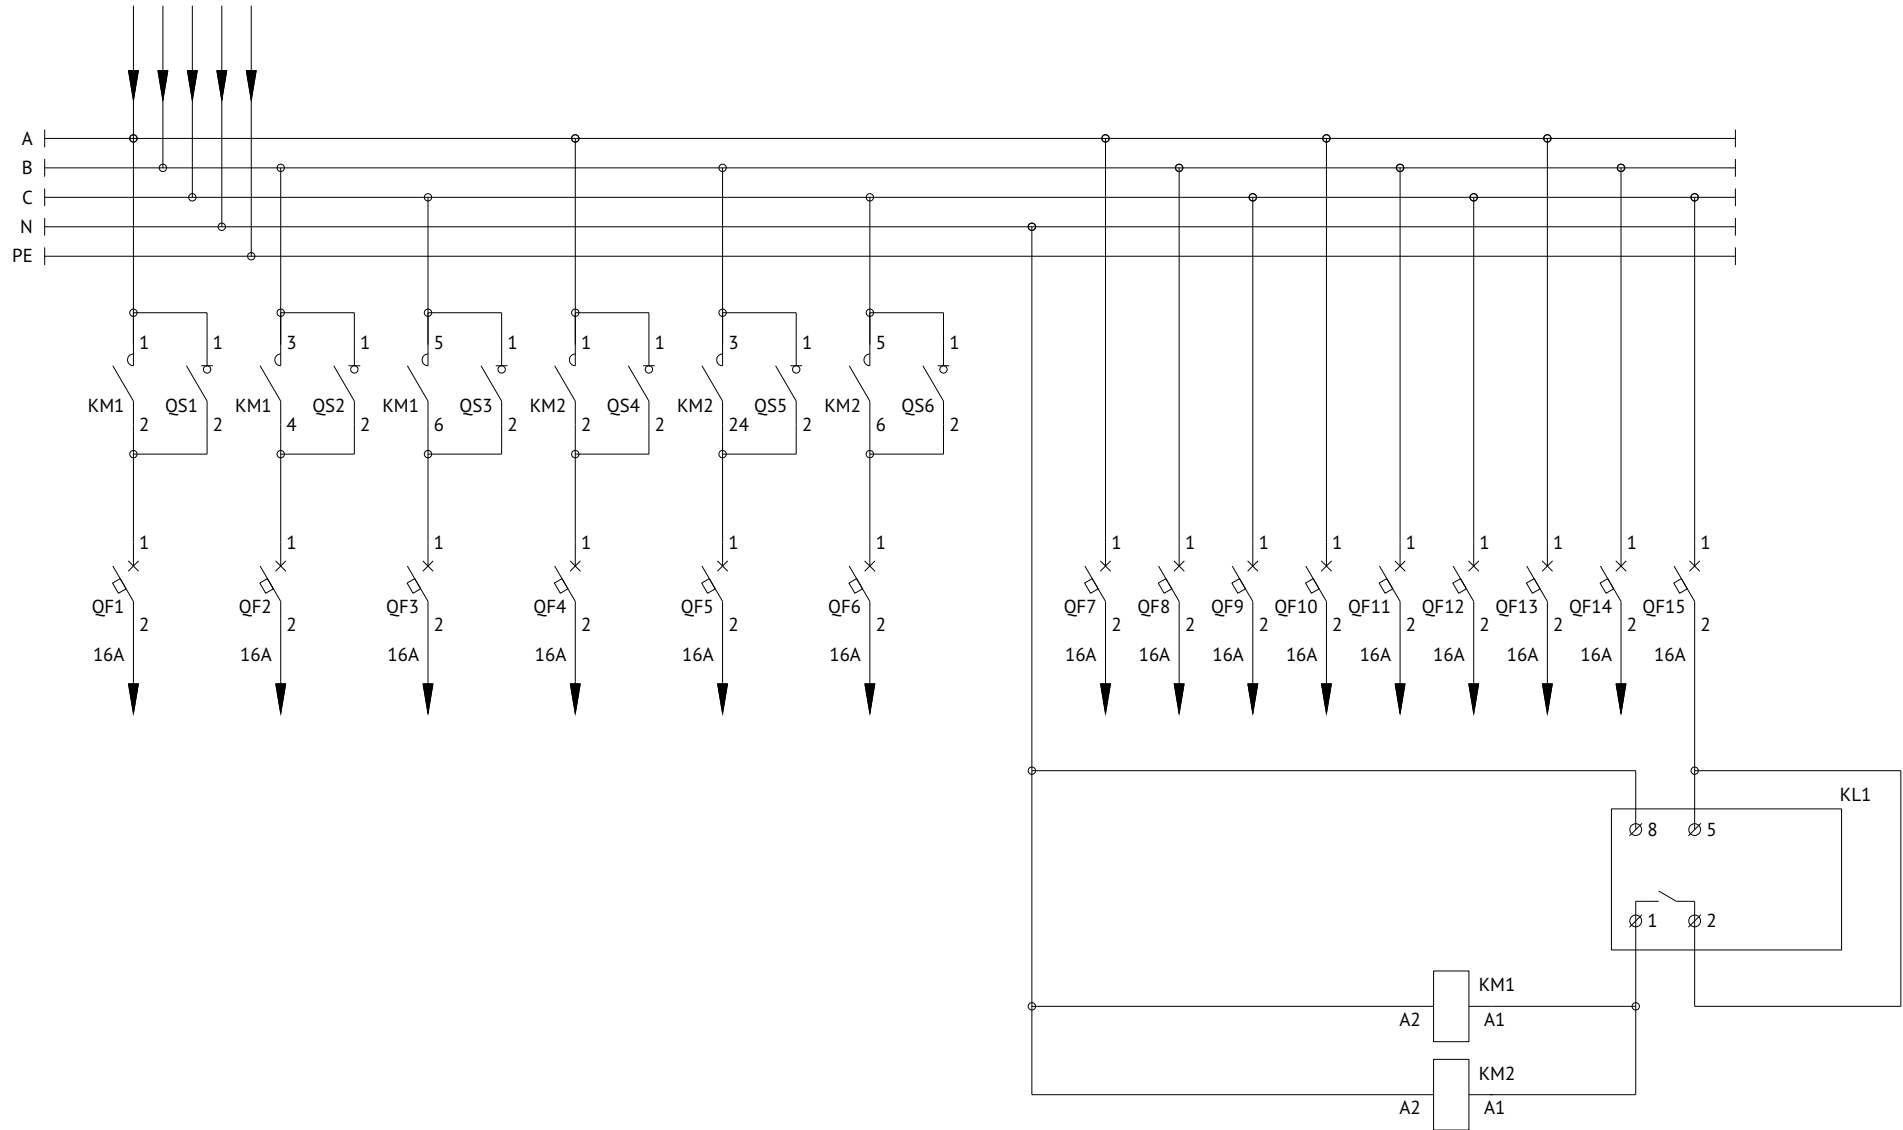 A
B
C
N
PE
1 1 3 1 5 1 1 1 3 1 5 1
KM1 QS1 KM1 QS2 KM1 QS3 KM2 QS4 KM2 QS5 KM2 QS6
2 2 4 2 6 2 2 2 24 2 6 2
1 1 1 1 1 1 1 1 1 1 1 1 1 1 1
QF1 QF2 QF3 QF4 QF5 QF6 QF7 QF8 QF9 QF10 QF11 QF12 QF13 QF14 QF15
2 2 2 2 2 2 2 2 2 2 2 2 2 2 2
16A 16A 16A 16A 16A 16A 16A 16A 16A 16A 16A 16A 16A 16A 16A
KL1
8 5
1 2
KM1
A2 A1
KM2
A2 A1